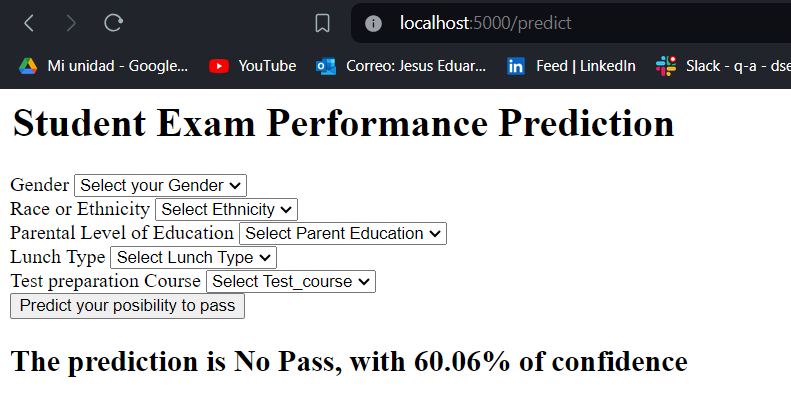 localhost:5000/predict
Mi unidad - Google... YouTube Correo: Jesus Eduar... Feed | LinkedIn Slack - q-a - dse
Student Exam Performance Prediction
Gender Select your Gender
Race or Ethnicity Select Ethnicity
Parental Level of Education Select Parent Education
Lunch Type Select Lunch Type
Test preparation Course Select Test_course
Predict your posibility to pass
The prediction is No Pass, with 60.06% of confidence